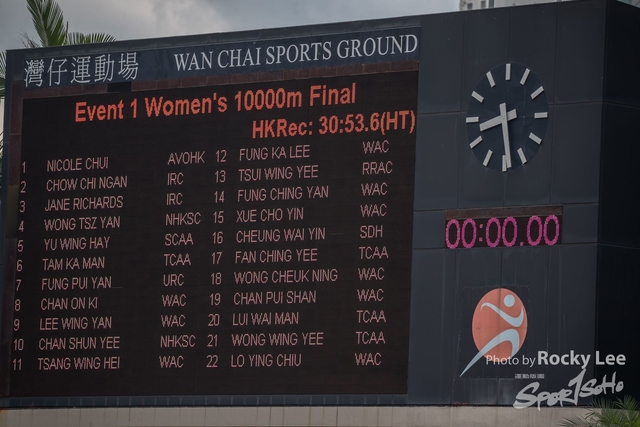 灣仔運動場 WAN CHAI SPORTS GROUND
Event 1 Women's 10000m Final
HKRec: 30:53.6(HT)
1 NICOLE CHUI AVOHK 12 FUNG KA LEE WAC
2 CHOW CHI NGAN IRC 13 TSUI WING YEE RRAC
3 JANE RICHARDS IRC 14 FUNG CHING YAN WAC
4 WONG TSZ YAN NHKSC 15 XUE CHO YIN WAC
5 YU WING HAY SCAA 16 CHEUNG WAI YIN SDH
6 TAM KA MAN TCAA 17 FAN CHING YEE TCAA
7 FUNG PUI YAN URC 18 WONG CHEUK NING WAC
8 CHAN ON KI WAC 19 CHAN PUI SHAN WAC
9 LEE WING YAN WAC 20 LUI WAI MAN TCAA
10 CHAN SHUN YEE NHKSC 21 WONG WING YEE TCAA
11 TSANG WING HEI WAC 22 LO YING CHIU WAC
00:00.00
Photo by Rocky Lee
SportSoHo